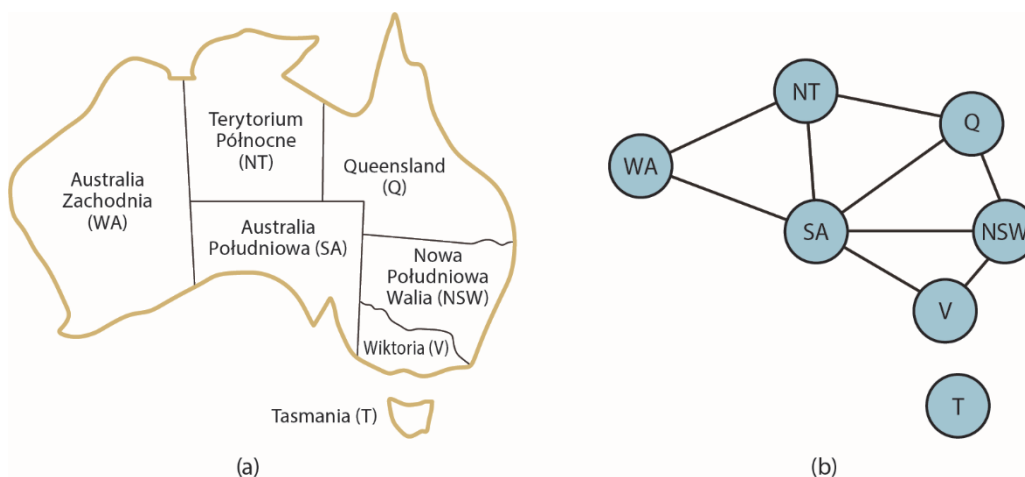 Terytorium
Północne
(NT)
Queensland
(Q)
Australia
Zachodnia
(WA)
Australia
Południowa (SA)
Nowa
Południowa
Walia (NSW)
Wiktoria (V)
Tasmania (T)
(a)
NT
Q
WA
SA
NSW
V
T
(b)